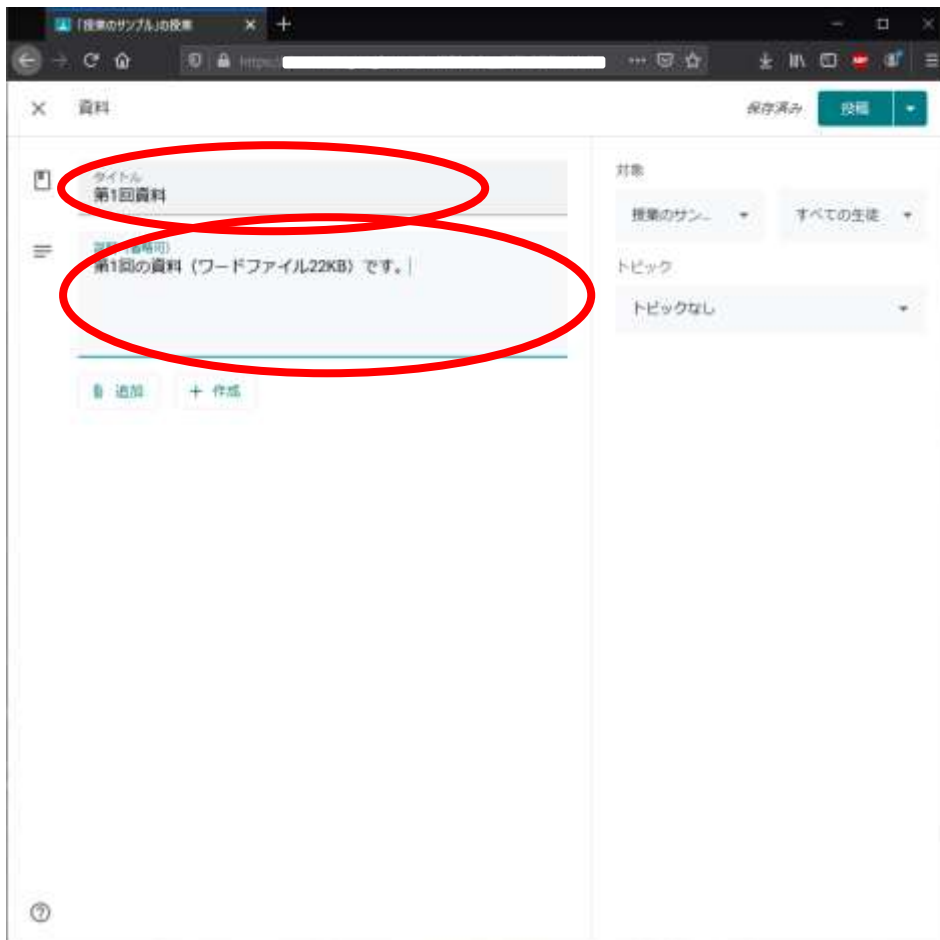 「授業のサンプル」の授業
資料
保存済み
投稿
タイトル
第1回資料
説明（省略可）
第1回の資料（ワードファイル22KB）です。
追加
作成
対象
授業のサン...
すべての生徒
トピック
トピックなし